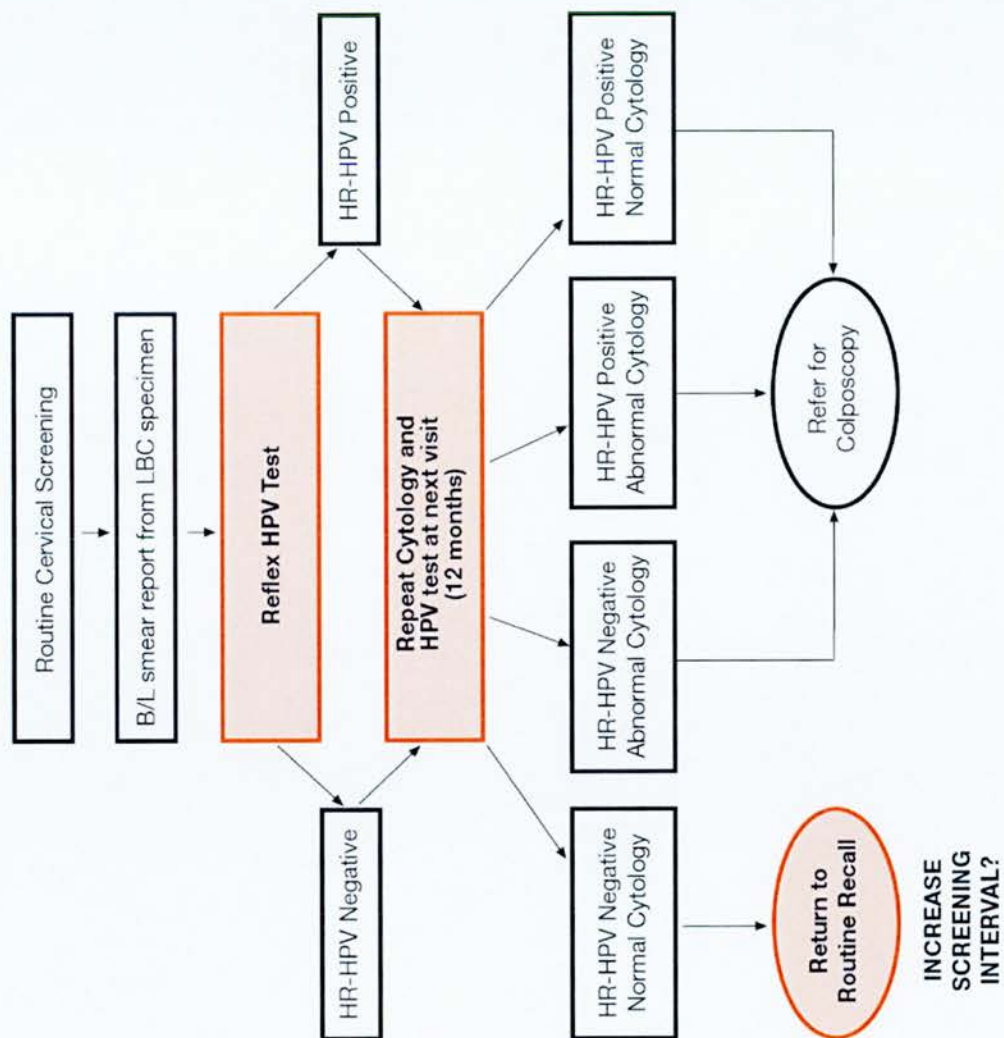 Routine Cervical Screening
B/L smear report from LBC specimen
Reflex HPV Test
HR-HPV Negative
HR-HPV Positive
Repeat Cytology and
HPV test at next visit
(12 months)
HR-HPV Negative
Normal Cytology
HR-HPV Negative
Abnormal Cytology
HR-HPV Positive
Abnormal Cytology
HR-HPV Positive
Normal Cytology
Return to
Routine Recall
Refer for
Colposcopy
INCREASE
SCREENING
INTERVAL?